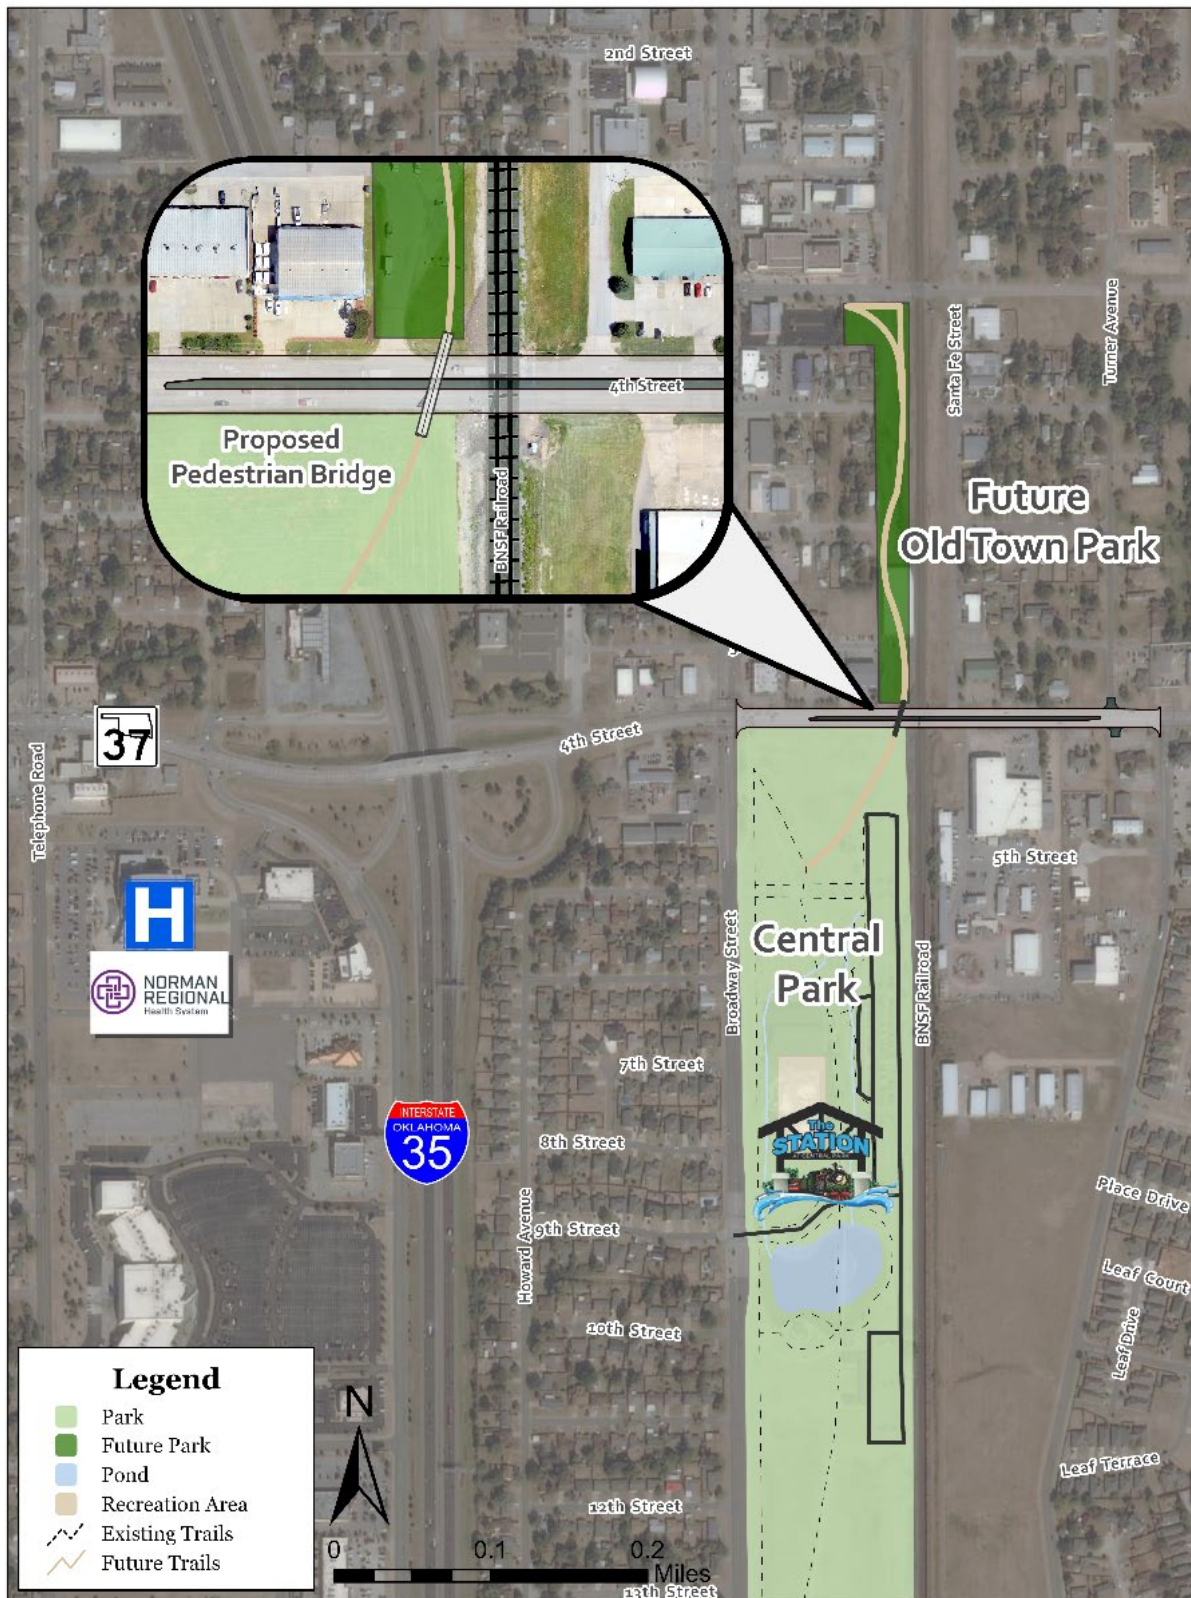 2nd Street
Santa Fe Street
Turner Avenue
4th Street
Proposed
Pedestrian Bridge
BNSF Railroad
Future
Old Town Park
37
4th Street
Telephone Road
5th Street
H
NORMAN
REGIONAL
Health System
Central
Park
Broadway Street
BNSF Railroad
7th Street
INTERSTATE
OKLAHOMA
35
The
STATION
AT CENTRAL PARK
8th Street
Howard Avenue
9th Street
Place Drive
Leaf Court
Leaf Drive
10th Street
Leaf Terrace
12th Street
13th Street
Legend
Park
Future Park
Pond
Recreation Area
Existing Trails
Future Trails
N
0 0.1 0.2
Miles